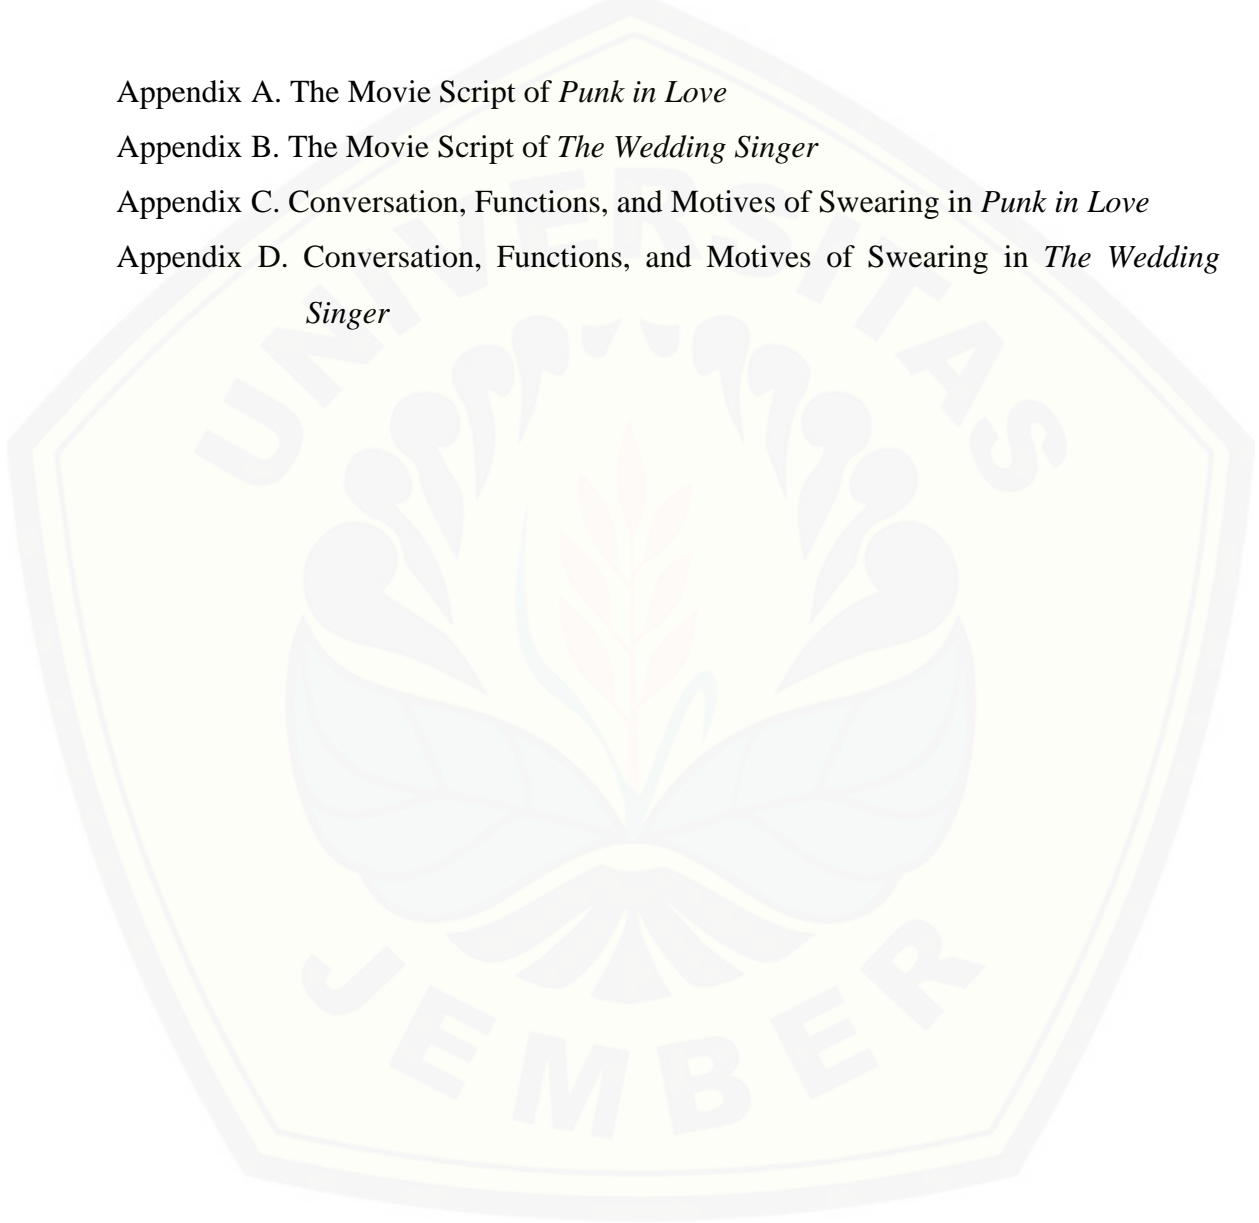 Appendix A. The Movie Script of Punk in Love
Appendix B. The Movie Script of The Wedding Singer
Appendix C. Conversation, Functions, and Motives of Swearing in Punk in Love
Appendix D. Conversation, Functions, and Motives of Swearing in The Wedding
Singer
UNIVERSITAS
JEMBER